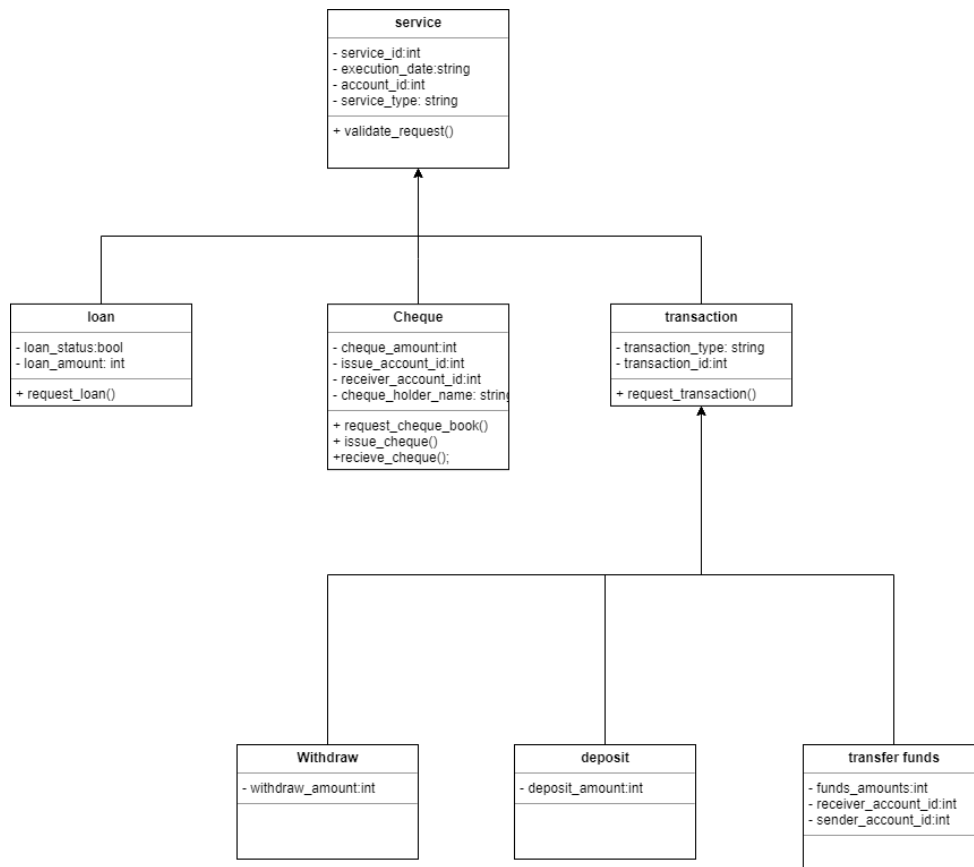 service
- service_id:int
- execution_date:string
- account_id:int
- service_type: string
+ validate_request()
loan
- loan_status:bool
- loan_amount: int
+ request_loan()
Cheque
- cheque_amount:int
- issue_account_id:int
- receiver_account_id:int
- cheque_holder_name: string
+ request_cheque_book()
+ issue_cheque()
+recieve_cheque();
transaction
- transaction_type: string
- transaction_id:int
+ request_transaction()
Withdraw
- withdraw_amount:int
deposit
- deposit_amount:int
transfer funds
- funds_amounts:int
- receiver_account_id:int
- sender_account_id:int